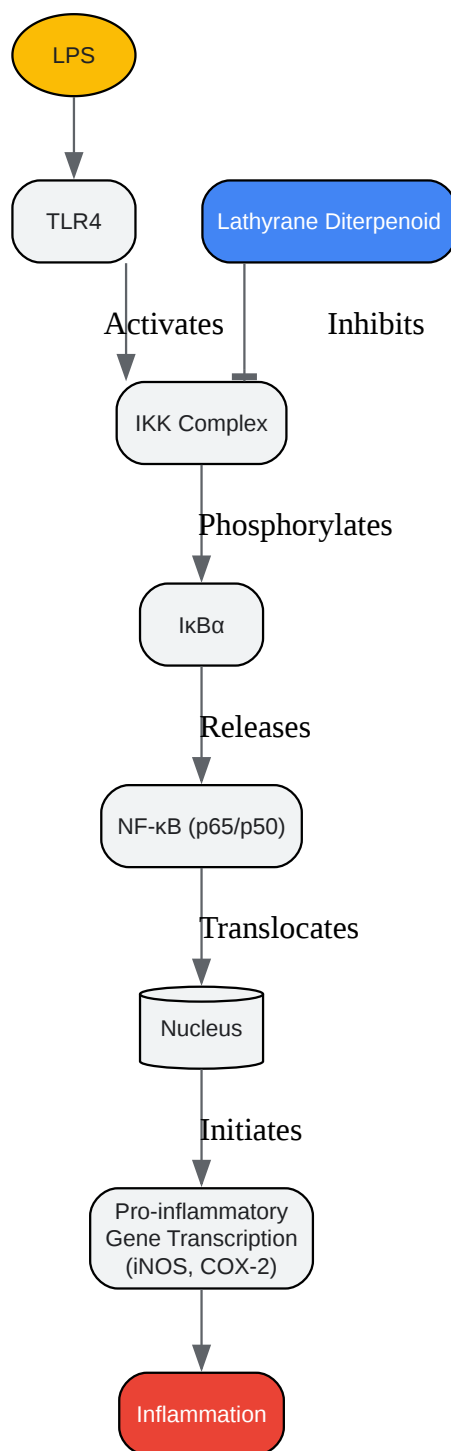 LPS
TLR4
Lathyrane Diterpenoid
Activates
Inhibits
IKK Complex
Phosphorylates
IκBα
Releases
NF-κB (p65/p50)
Translocates
Nucleus
Initiates
Pro-inflammatory
Gene Transcription
(iNOS, COX-2)
Inflammation